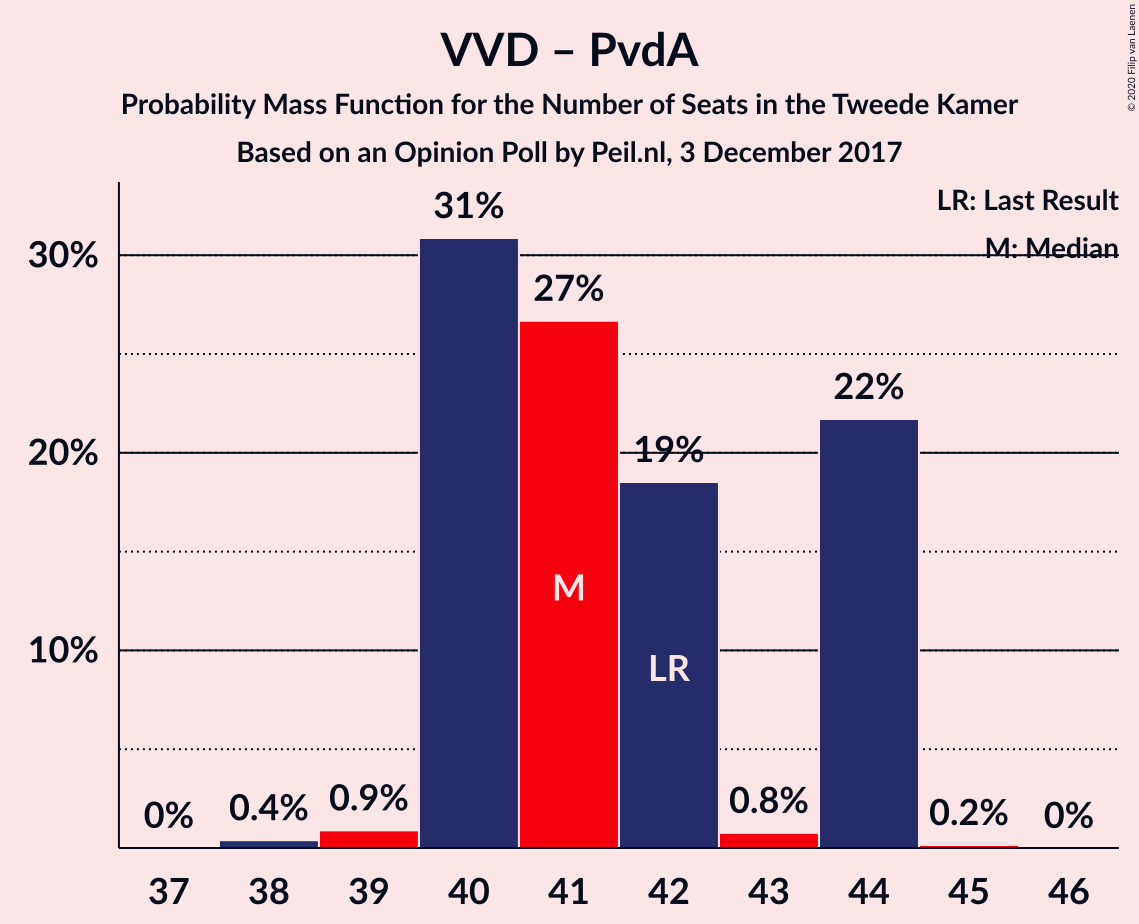 VVD – PvdA
Probability Mass Function for the Number of Seats in the Tweede Kamer
Based on an Opinion Poll by Peil.nl, 3 December 2017
© 2020 Filip van Laenen
LR: Last Result
M: Median
30%
20%
10%
0%
0.4%
0.9%
31%
27%
19%
0.8%
22%
0.2%
0%
M
LR
37 38 39 40 41 42 43 44 45 46